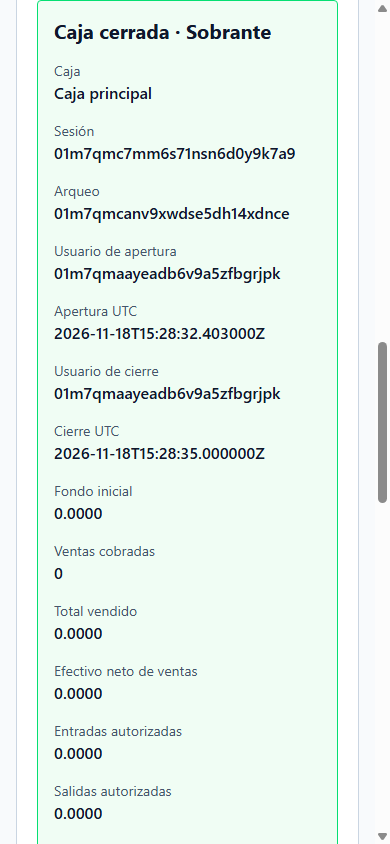 Caja cerrada · Sobrante
Caja
Caja principal
Sesión
01m7qmc7mm6s71nsn6d0y9k7a9
Arqueo
01m7qmcanv9xwdse5dh14xdnce
Usuario de apertura
01m7qmaayeadb6v9a5zfbgrjpk
Apertura UTC
2026-11-18T15:28:32.403000Z
Usuario de cierre
01m7qmaayeadb6v9a5zfbgrjpk
Cierre UTC
2026-11-18T15:28:35.000000Z
Fondo inicial
0.0000
Ventas cobradas
0
Total vendido
0.0000
Efectivo neto de ventas
0.0000
Entradas autorizadas
0.0000
Salidas autorizadas
0.0000